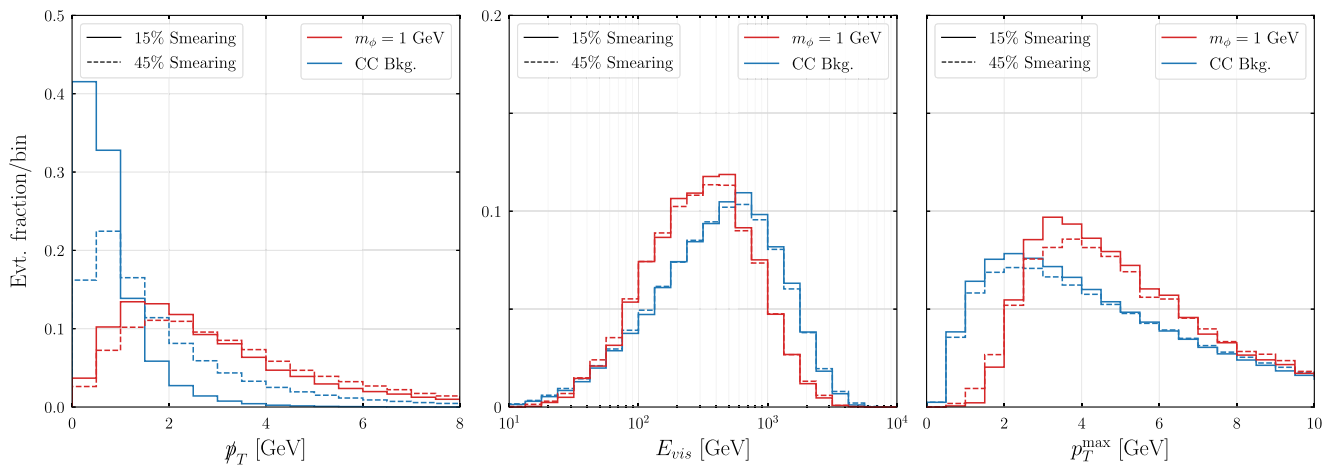 Evt. fraction/bin
0.5
0.4
0.3
0.2
0.1
0.0
15% Smearing
45% Smearing
m_ϕ = 1 GeV
CC Bkg.
0 2 4 6 8
p̸_T [GeV]
0.2
0.1
0.0
15% Smearing
45% Smearing
m_ϕ = 1 GeV
CC Bkg.
10^1 10^2 10^3 10^4
E_vis [GeV]
15% Smearing
45% Smearing
m_ϕ = 1 GeV
CC Bkg.
0 2 4 6 8 10
p_T^max [GeV]